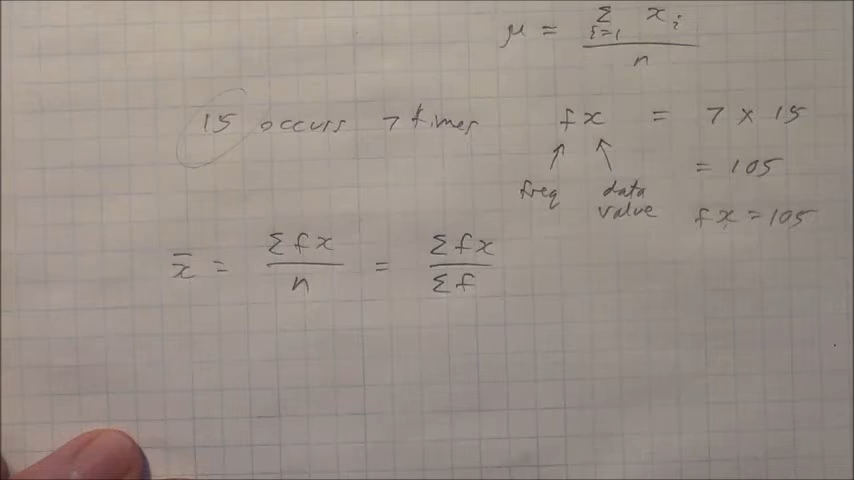 μ = Σ xᵢ
i=1
n
15 occurs 7 times fx = 7 × 15
↑ ↖ = 105
freq data value fx = 105
x̄ = Σfx / n = Σfx / Σf